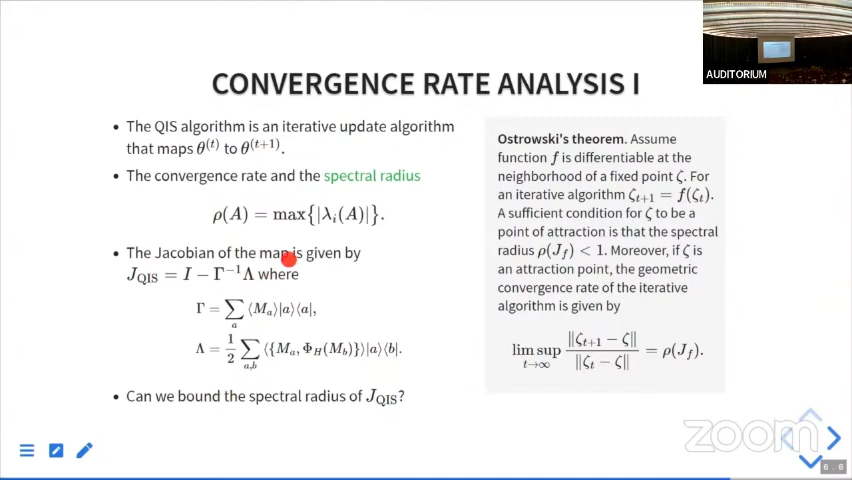 AUDITORIUM
CONVERGENCE RATE ANALYSIS I
• The QIS algorithm is an iterative update algorithm
that maps θ^(t) to θ^(t+1).
• The convergence rate and the spectral radius
ρ(A) = max{|λ_i(A)|}.
• The Jacobian of the map is given by
J_QIS = I − Γ^−1Λ where
Γ = ∑_a ⟨M_a⟩|a⟩⟨a|,
Λ = 1/2 ∑_{a,b} ⟨{M_a, Φ_H(M_b)}⟩|a⟩⟨b|.
• Can we bound the spectral radius of J_QIS?
Ostrowski's theorem. Assume
function f is differentiable at the
neighborhood of a fixed point ζ. For
an iterative algorithm ζ_{t+1} = f(ζ_t).
A sufficient condition for ζ to be a
point of attraction is that the spectral
radius ρ(J_f) < 1. Moreover, if ζ is
an attraction point, the geometric
convergence rate of the iterative
algorithm is given by
lim sup_{t→∞} ‖ζ_{t+1} − ζ‖ / ‖ζ_t − ζ‖ = ρ(J_f).
zoom
6.6